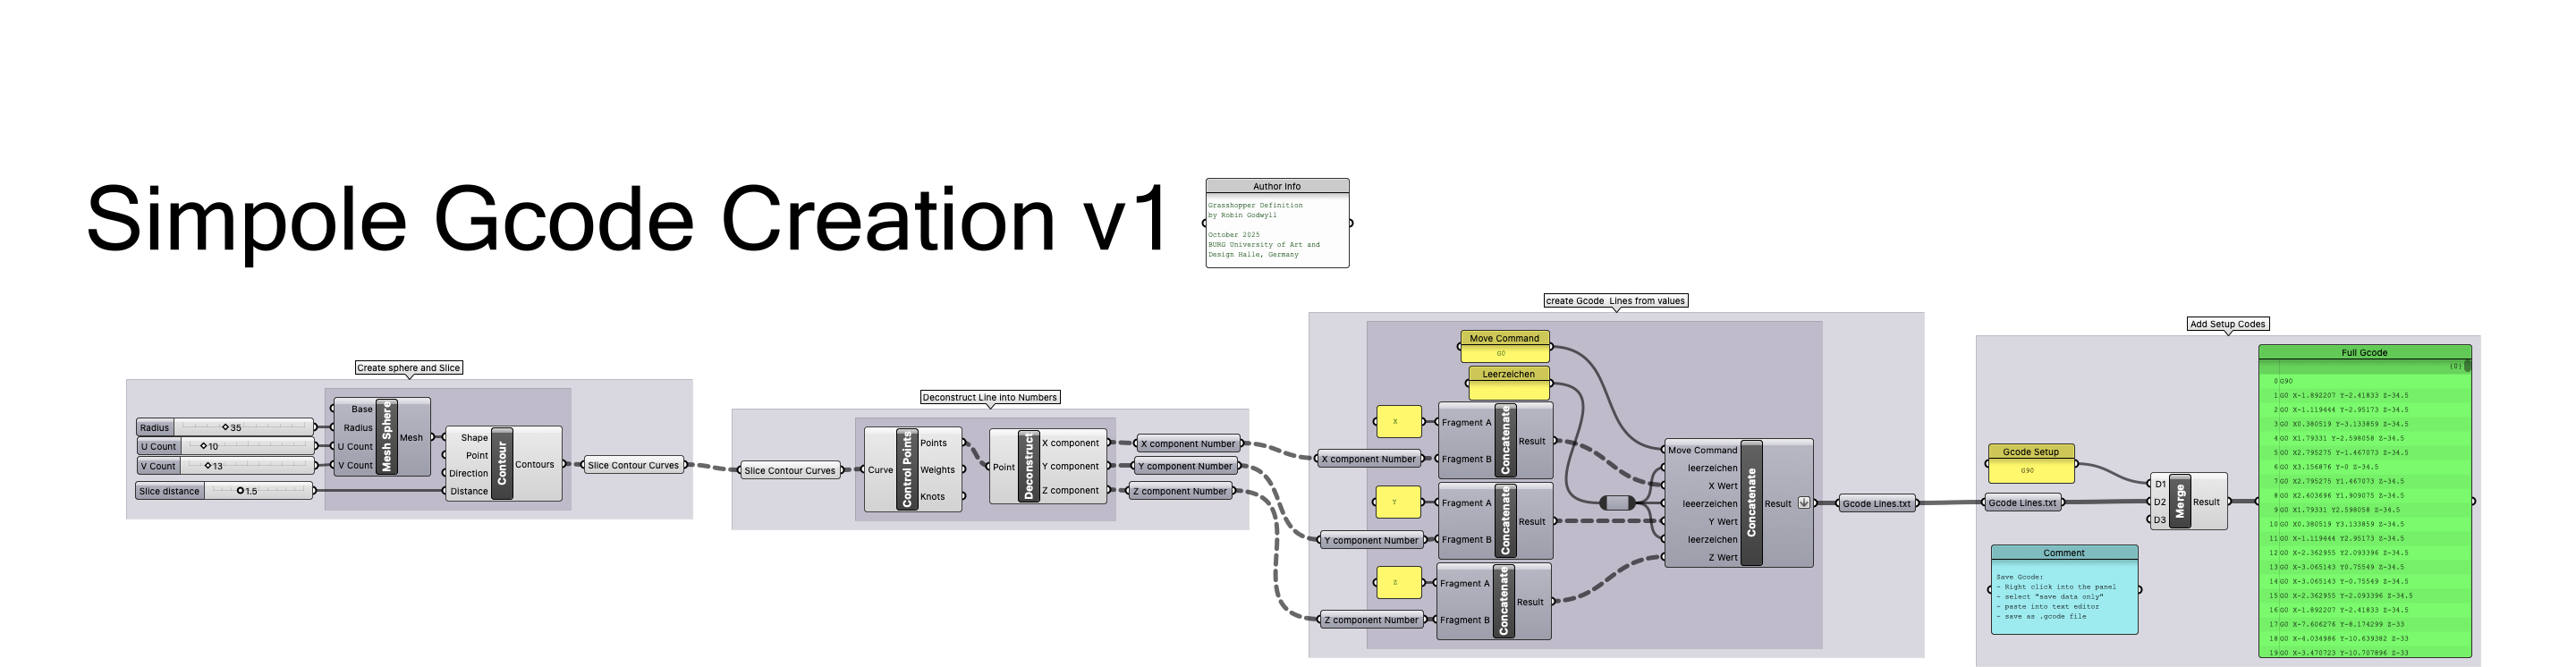 Simpole Gcode Creation v1
Author Info
Grasshopper Definition
by Robin Godwyll
October 2025
BURG University of Art and
Design Halle, Germany
Create sphere and Slice
Radius
35
U Count
10
V Count
13
Slice distance
1.5
Base
Radius
U Count
V Count
Mesh Sphere
Mesh
Shape
Point
Direction
Distance
Contour
Contours
Slice Contour Curves
Deconstruct Line into Numbers
Slice Contour Curves
Curve
Control Points
Points
Weights
Knots
Point
Deconstruct
X component
Y component
Z component
X component Number
Y component Number
Z component Number
create Gcode  Lines from values
Move Command
G0
Leerzeichen
X
Fragment A
Fragment B
Concatenate
Result
X component Number
Y
Fragment A
Fragment B
Concatenate
Result
Y component Number
Z
Fragment A
Fragment B
Concatenate
Result
Z component Number
Move Command
leerzeichen
X Wert
leeerzeichen
Y Wert
leerzeichen
Z Wert
Concatenate
Result
Gcode Lines.txt
Add Setup Codes
Gcode Setup
G90
Gcode Lines.txt
D1
D2
D3
Merge
Result
Comment
Save Gcode:
- Right click into the panel
- select "save data only"
- paste into text editor
- save as .gcode file
Full Gcode
{0}
0 G90
1 G0 X-1.892207 Y-2.41833 Z-34.5
2 G0 X-1.119444 Y-2.95173 Z-34.5
3 G0 X0.380519 Y-3.133859 Z-34.5
4 G0 X1.79331 Y-2.598058 Z-34.5
5 G0 X2.795275 Y-1.467073 Z-34.5
6 G0 X3.156876 Y-0 Z-34.5
7 G0 X2.795275 Y1.467073 Z-34.5
8 G0 X2.403696 Y1.909075 Z-34.5
9 G0 X1.79331 Y2.598058 Z-34.5
10 G0 X0.380519 Y3.133859 Z-34.5
11 G0 X-1.119444 Y2.95173 Z-34.5
12 G0 X-2.362955 Y2.093396 Z-34.5
13 G0 X-3.065143 Y0.75549 Z-34.5
14 G0 X-3.065143 Y-0.75549 Z-34.5
15 G0 X-2.362955 Y-2.093396 Z-34.5
16 G0 X-1.892207 Y-2.41833 Z-34.5
17 G0 X-7.606276 Y-8.174299 Z-33
18 G0 X-4.034986 Y-10.639382 Z-33
19 G0 X-3.470723 Y-10.707896 Z-33